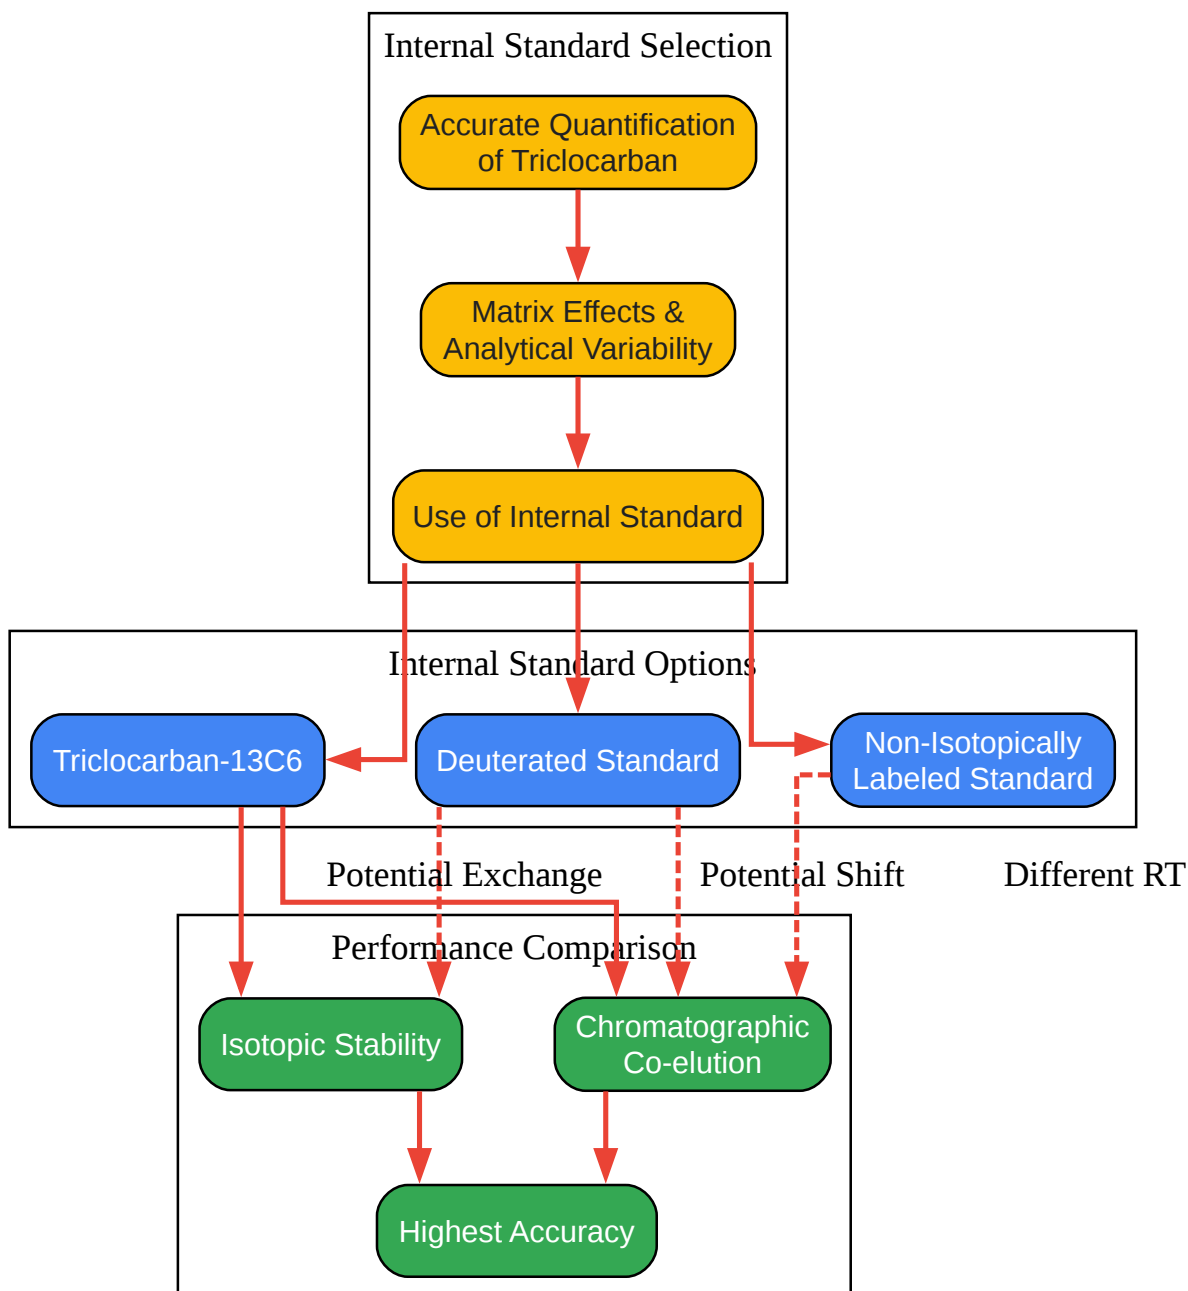 Internal Standard Selection
Accurate Quantification
of Triclocarban
Matrix Effects &
Analytical Variability
Use of Internal Standard
Internal Standard Options
Triclocarban-13C6
Deuterated Standard
Non-Isotopically
Labeled Standard
Potential Exchange
Potential Shift
Different RT
Performance Comparison
Isotopic Stability
Chromatographic
Co-elution
Highest Accuracy